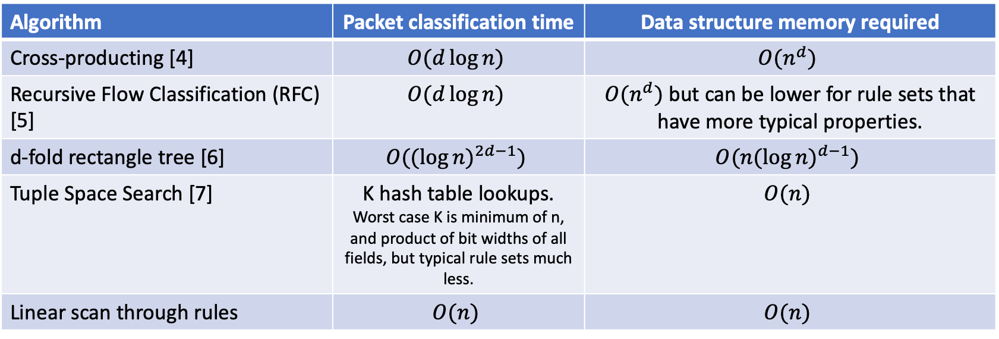 Algorithm
Packet classification time
Data structure memory required
Cross-producting [4]
O(d log n)
O(n^d)
Recursive Flow Classification (RFC)
[5]
O(d log n)
O(n^d) but can be lower for rule sets that
have more typical properties.
d-fold rectangle tree [6]
O((log n)^{2d−1})
O(n(log n)^{d−1})
Tuple Space Search [7]
K hash table lookups.
Worst case K is minimum of n,
and product of bit widths of all
fields, but typical rule sets much
less.
O(n)
Linear scan through rules
O(n)
O(n)